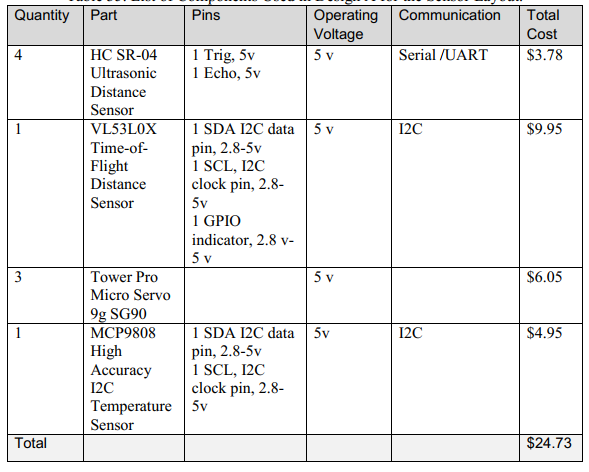 Quantity Part Pins Operating Voltage Communication Total Cost
4 HC SR-04 Ultrasonic Distance Sensor 1 Trig, 5v 1 Echo, 5v 5 v Serial /UART $3.78
1 VL53L0X Time-of-Flight Distance Sensor 1 SDA I2C data pin, 2.8-5v 1 SCL, I2C clock pin, 2.8-5v 1 GPIO indicator, 2.8 v-5 v 5 v I2C $9.95
3 Tower Pro Micro Servo 9g SG90 5 v $6.05
1 MCP9808 High Accuracy I2C Temperature Sensor 1 SDA I2C data pin, 2.8-5v 1 SCL, I2C clock pin, 2.8-5v 5v I2C $4.95
Total $24.73